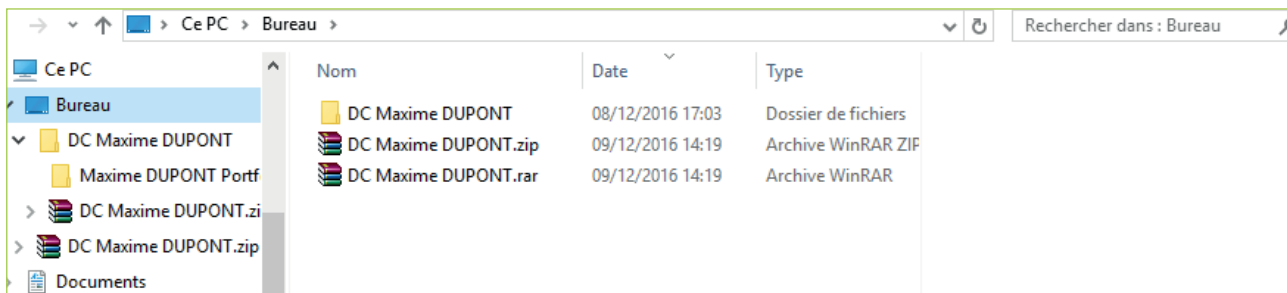 Ce PC > Bureau >
Rechercher dans : Bureau
Ce PC
Bureau
DC Maxime DUPONT
Maxime DUPONT Portf
DC Maxime DUPONT.zi
DC Maxime DUPONT.zip
Documents
Nom Date Type
DC Maxime DUPONT 08/12/2016 17:03 Dossier de fichiers
DC Maxime DUPONT.zip 09/12/2016 14:19 Archive WinRAR ZIP
DC Maxime DUPONT.rar 09/12/2016 14:19 Archive WinRAR